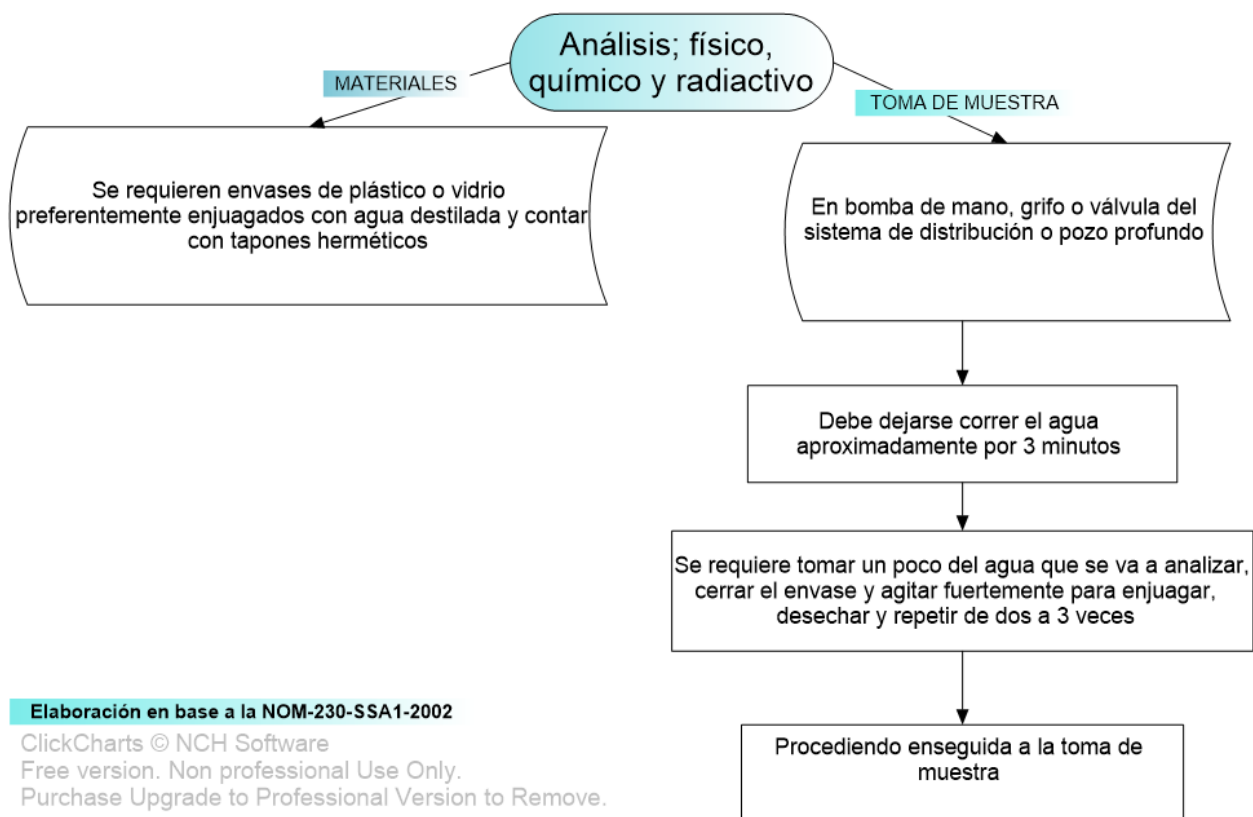 Análisis; físico,
químico y radiactivo
MATERIALES
TOMA DE MUESTRA
Se requieren envases de plástico o vidrio
preferentemente enjuagados con agua destilada y contar
con tapones herméticos
En bomba de mano, grifo o válvula del
sistema de distribución o pozo profundo
Debe dejarse correr el agua
aproximadamente por 3 minutos
Se requiere tomar un poco del agua que se va a analizar,
cerrar el envase y agitar fuertemente para enjuagar,
desechar y repetir de dos a 3 veces
Procediendo enseguida a la toma de
muestra
Elaboración en base a la NOM-230-SSA1-2002
ClickCharts © NCH Software
Free version. Non professional Use Only.
Purchase Upgrade to Professional Version to Remove.